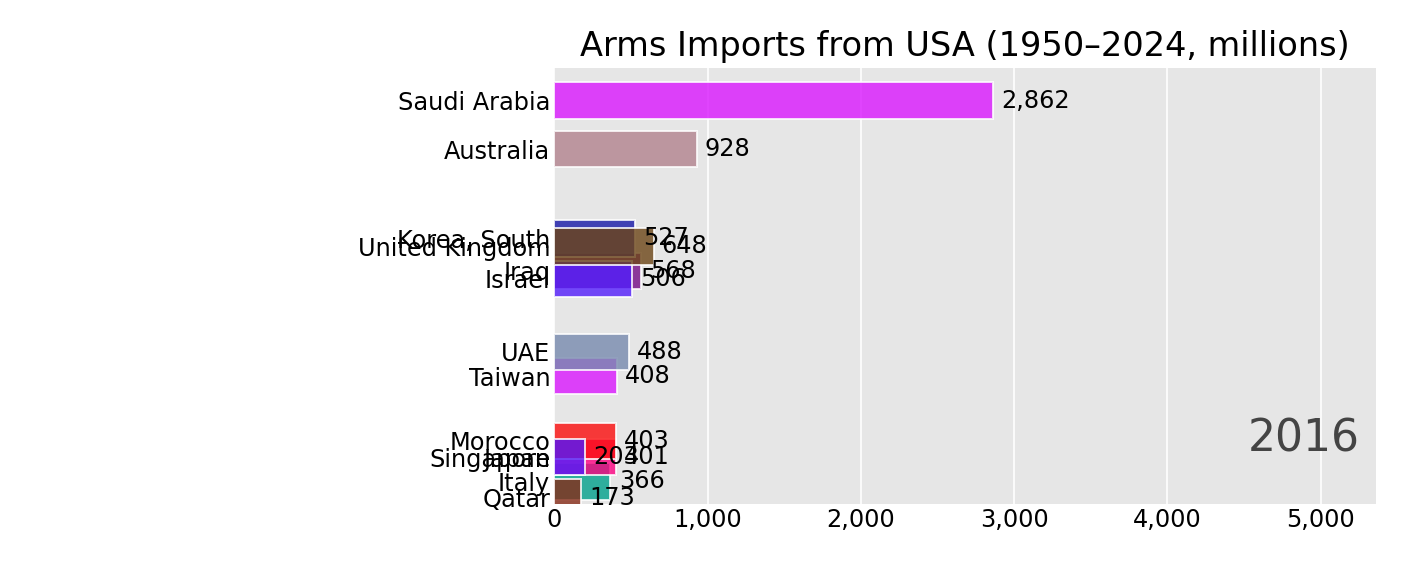 Arms Imports from USA (1950–2024, millions)
Saudi Arabia 2,862
Australia 928
Korea, South 527
United Kingdom 648
Iraq 568
Israel 506
UAE 488
Taiwan 408
Morocco 403
Singapore 203
Japan 401
Italy 366
Qatar 173
2016
0 1,000 2,000 3,000 4,000 5,000